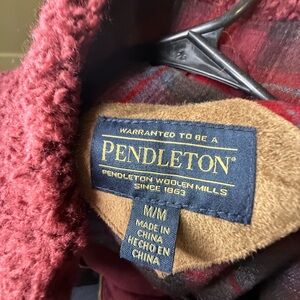 WARRANTED TO BE A
PENDLETON®
PENDLETON WOOLEN MILLS
SINCE 1863
M/M
MADE IN
CHINA
HECHO EN
CHINA